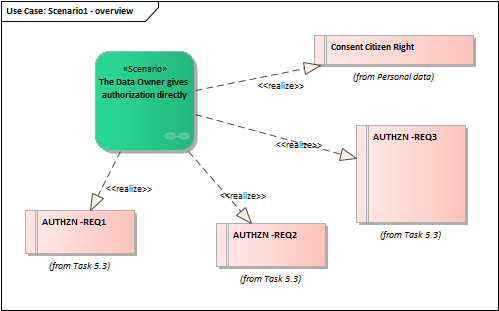 Use Case: Scenario1 - overview
«Scenario»
The Data Owner gives
authorization directly
Consent Citizen Right
(from Personal data)
<<realize>>
AUTHZN -REQ3
<<realize>>
(from Task 5.3)
<<realize>>
<<realize>>
AUTHZN -REQ1
(from Task 5.3)
AUTHZN -REQ2
(from Task 5.3)